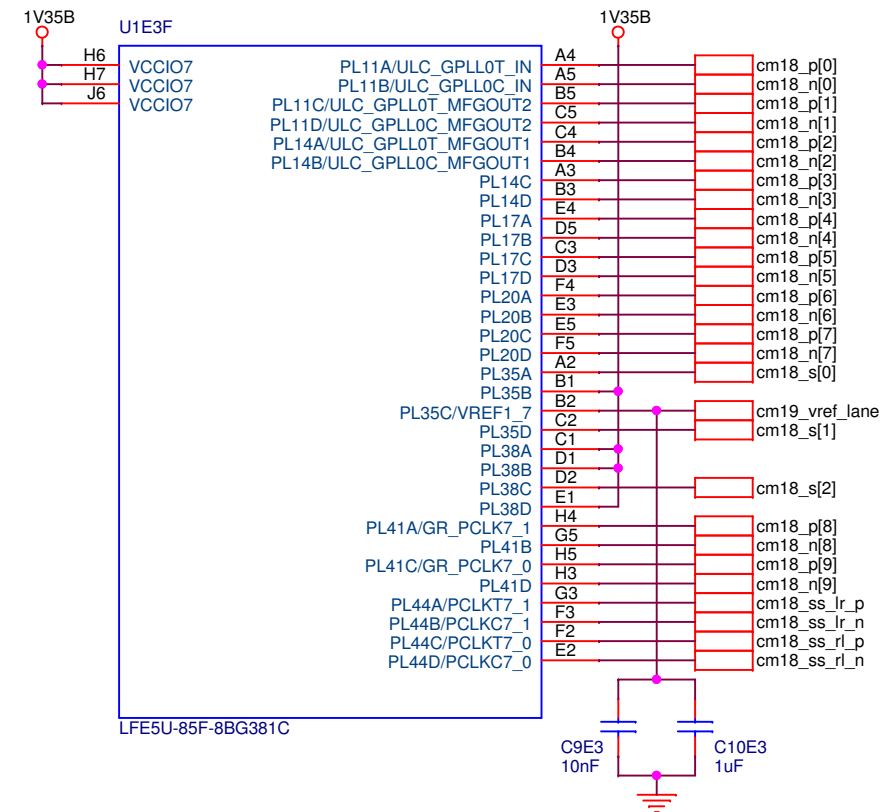 1V35B
1V35B
U1E3F
H6 VCCIO7
H7 VCCIO7
J6 VCCIO7
PL11A/ULC_GPLL0T_IN A4 cm18_p[0]
PL11B/ULC_GPLL0C_IN A5 cm18_n[0]
PL11C/ULC_GPLL0T_MFGOUT2 B5 cm18_p[1]
PL11D/ULC_GPLL0C_MFGOUT2 C5 cm18_n[1]
PL14A/ULC_GPLL0T_MFGOUT1 C4 cm18_p[2]
PL14B/ULC_GPLL0C_MFGOUT1 B4 cm18_n[2]
PL14C A3 cm18_p[3]
PL14D B3 cm18_n[3]
PL17A E4 cm18_p[4]
PL17B D5 cm18_n[4]
PL17C C3 cm18_p[5]
PL17D D3 cm18_n[5]
PL20A F4 cm18_p[6]
PL20B E3 cm18_n[6]
PL20C E5 cm18_p[7]
PL20D F5 cm18_n[7]
PL35A A2 cm18_s[0]
PL35B B1
PL35C/VREF1_7 B2 cm19_vref_lane
PL35D C2 cm18_s[1]
PL38A C1
PL38B D1
PL38C D2 cm18_s[2]
PL38D E1
PL41A/GR_PCLK7_1 H4 cm18_p[8]
PL41B G5 cm18_n[8]
PL41C/GR_PCLK7_0 H5 cm18_p[9]
PL41D H3 cm18_n[9]
PL44A/PCLKT7_1 G3 cm18_ss_lr_p
PL44B/PCLKC7_1 F3 cm18_ss_lr_n
PL44C/PCLKT7_0 F2 cm18_ss_rl_p
PL44D/PCLKC7_0 E2 cm18_ss_rl_n
LFE5U-85F-8BG381C
C9E3 C10E3
10nF 1uF